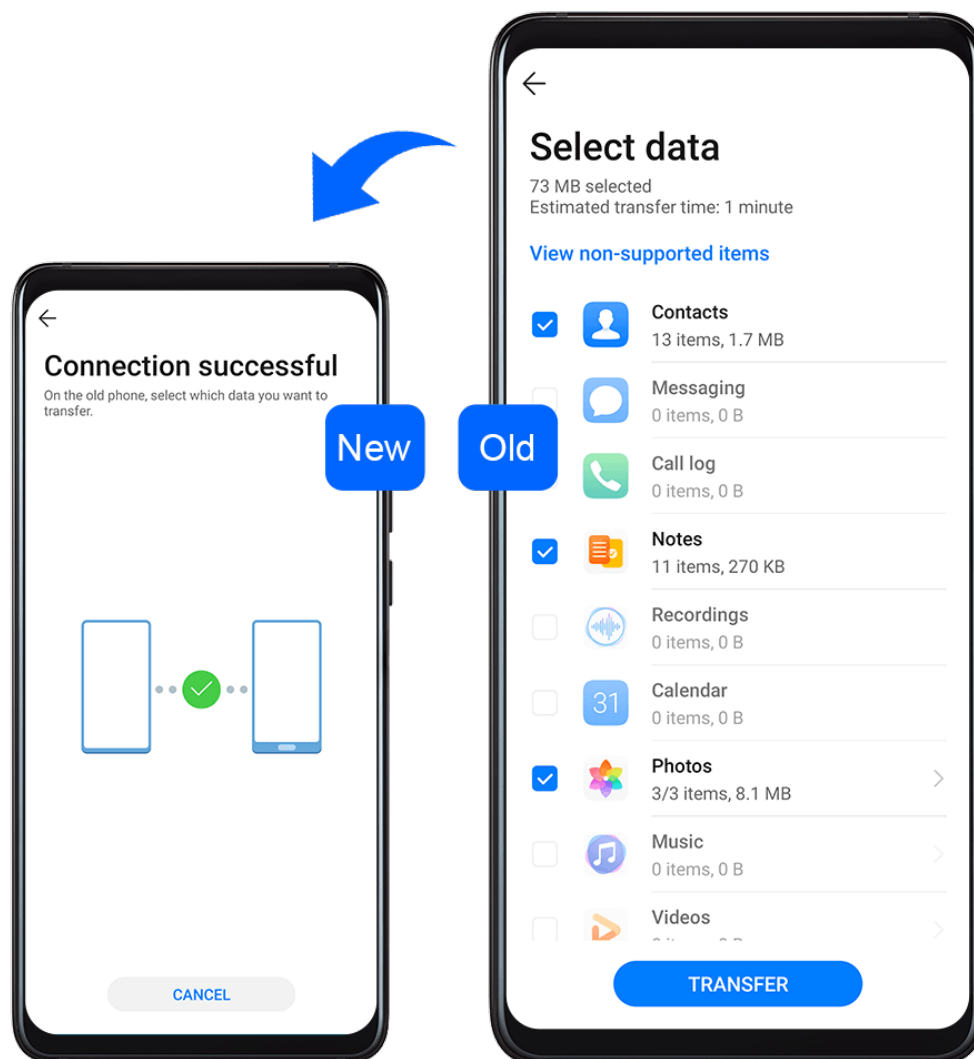 Connection successful
On the old phone, select which data you want to
transfer.
New
CANCEL
Old
Select data
73 MB selected
Estimated transfer time: 1 minute
View non-supported items
Contacts
13 items, 1.7 MB
Messaging
0 items, 0 B
Call log
0 items, 0 B
Notes
11 items, 270 KB
Recordings
0 items, 0 B
31
Calendar
0 items, 0 B
Photos
3/3 items, 8.1 MB
Music
0 items, 0 B
Videos
TRANSFER